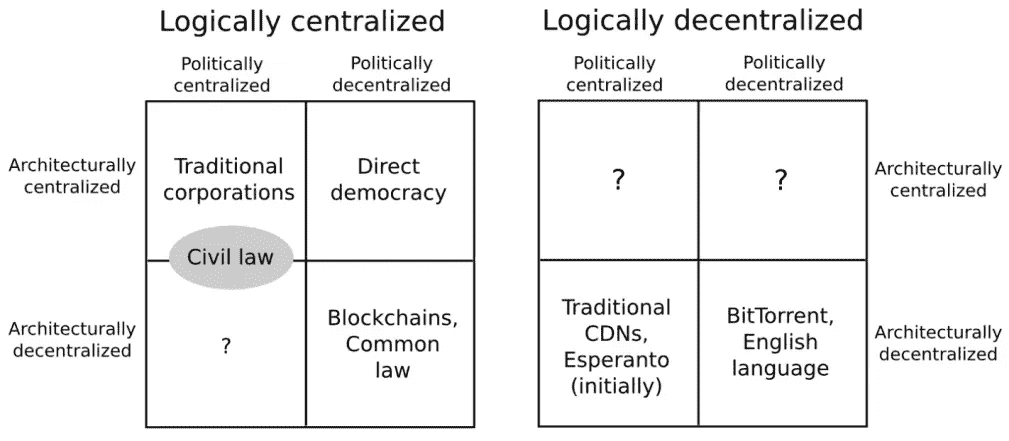 Logically centralized
Politically
centralized
Politically
decentralized
Architecturally
centralized
Traditional
corporations
Direct
democracy
Civil law
Architecturally
decentralized
?
Blockchains,
Common
law
Logically decentralized
Politically
centralized
Politically
decentralized
?
?
Architecturally
centralized
Traditional
CDNs,
Esperanto
(initially)
BitTorrent,
English
language
Architecturally
decentralized